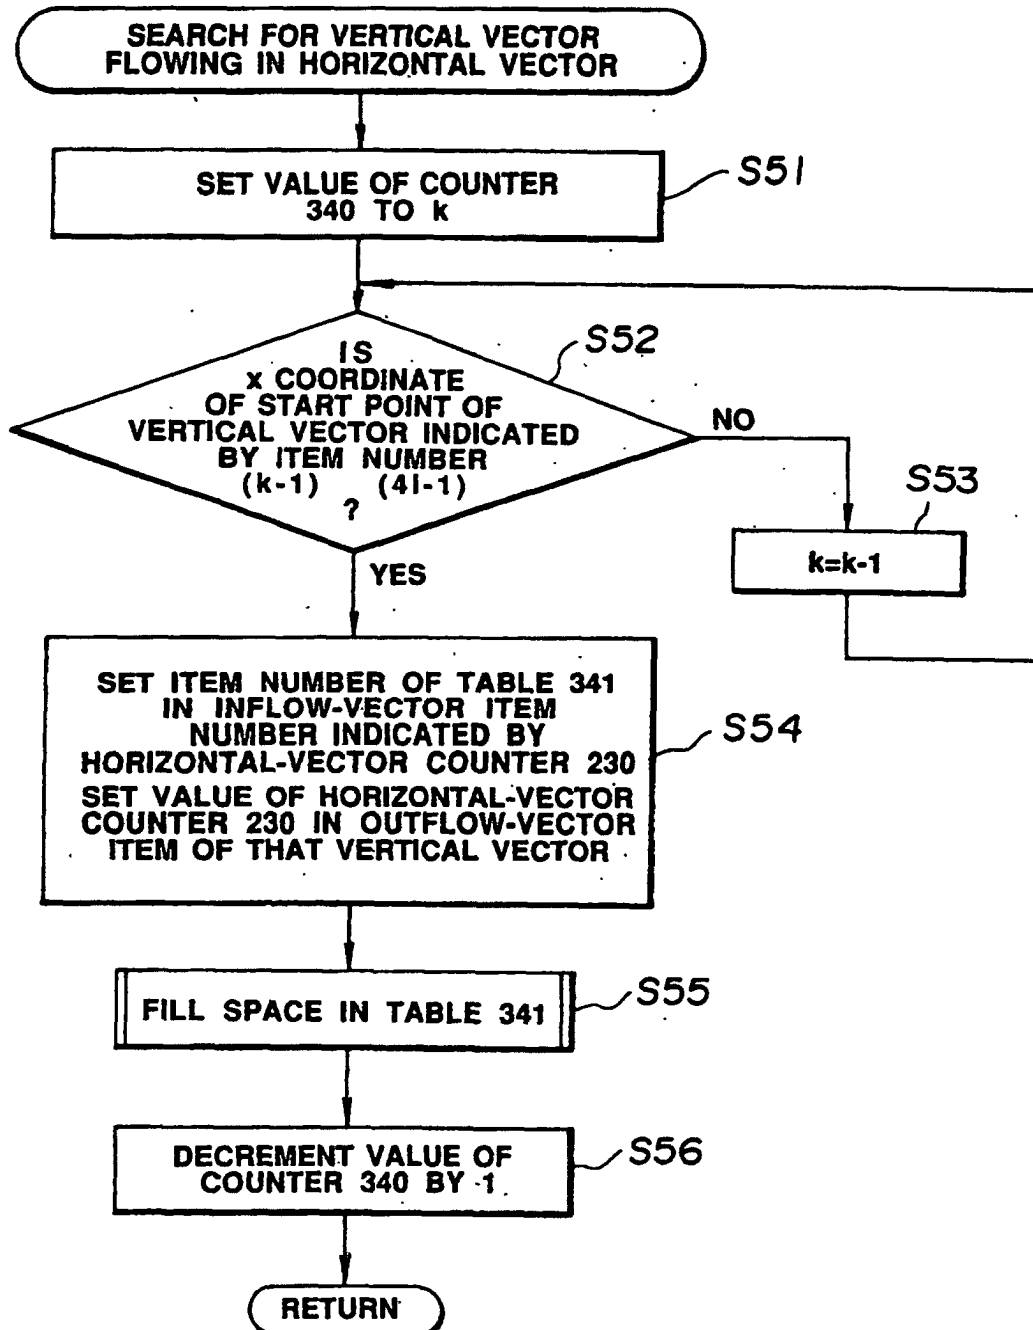 SEARCH FOR VERTICAL VECTOR
FLOWING IN HORIZONTAL VECTOR
SET VALUE OF COUNTER
340 TO k
S51
IS
x COORDINATE
OF START POINT OF
VERTICAL VECTOR INDICATED
BY ITEM NUMBER
(k-1) (4i-1)
?
S52
NO
YES
S53
k=k-1
SET ITEM NUMBER OF TABLE 341
IN INFLOW-VECTOR ITEM
NUMBER INDICATED BY
HORIZONTAL-VECTOR COUNTER 230
SET VALUE OF HORIZONTAL-VECTOR
COUNTER 230 IN OUTFLOW-VECTOR
ITEM OF THAT VERTICAL VECTOR
S54
FILL SPACE IN TABLE 341
S55
DECREMENT VALUE OF
COUNTER 340 BY 1
S56
RETURN